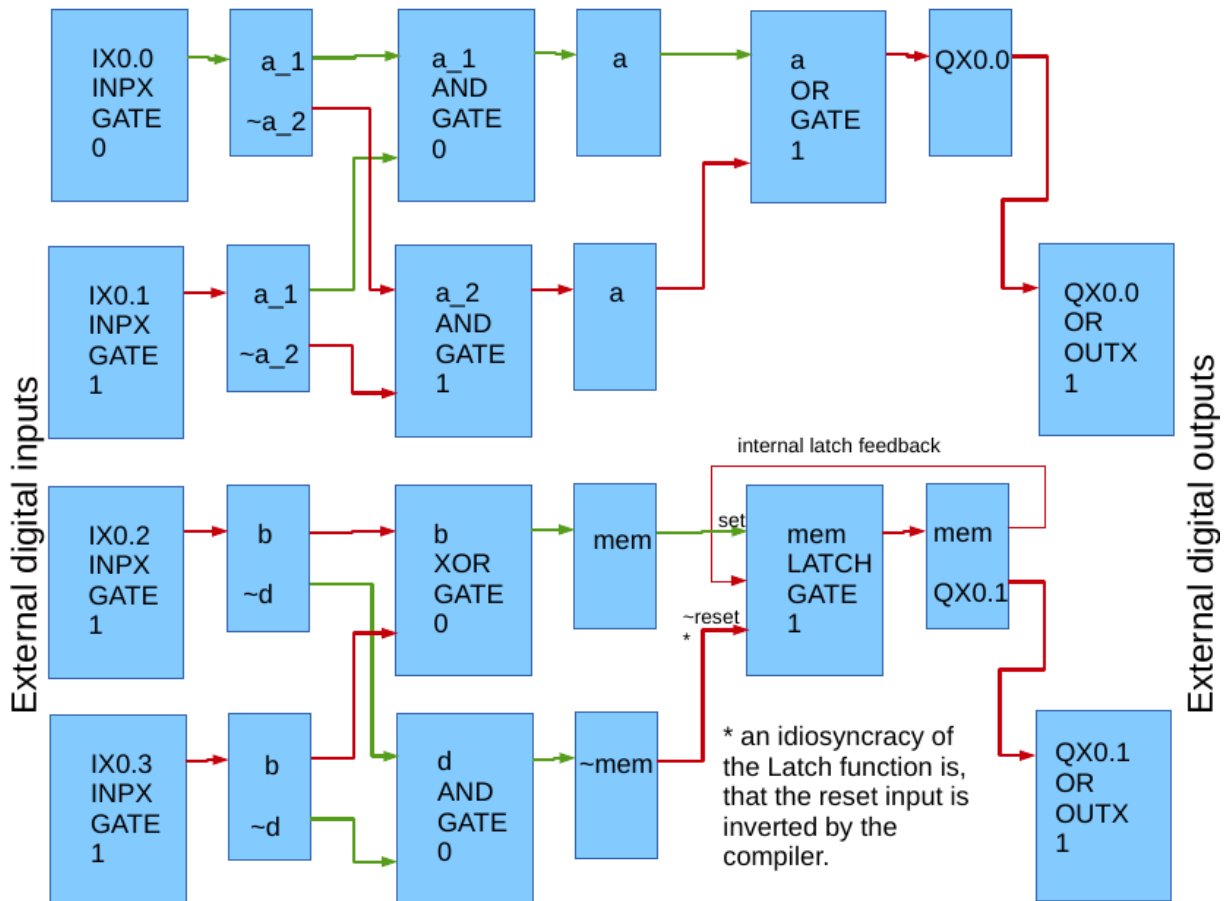 External digital inputs
IX0.0
INPX
GATE
0
a_1
~a_2
a_1
AND
GATE
0
a
a
OR
GATE
1
QX0.0
IX0.1
INPX
GATE
1
a_1
~a_2
a_2
AND
GATE
1
a
QX0.0
OR
OUTX
1
External digital outputs
internal latch feedback
IX0.2
INPX
GATE
1
b
~d
b
XOR
GATE
0
mem
set
~reset
*
mem
LATCH
GATE
1
mem
QX0.1
IX0.3
INPX
GATE
1
b
~d
d
AND
GATE
0
~mem
* an idiosyncracy of
the Latch function is,
that the reset input is
inverted by the
compiler.
QX0.1
OR
OUTX
1